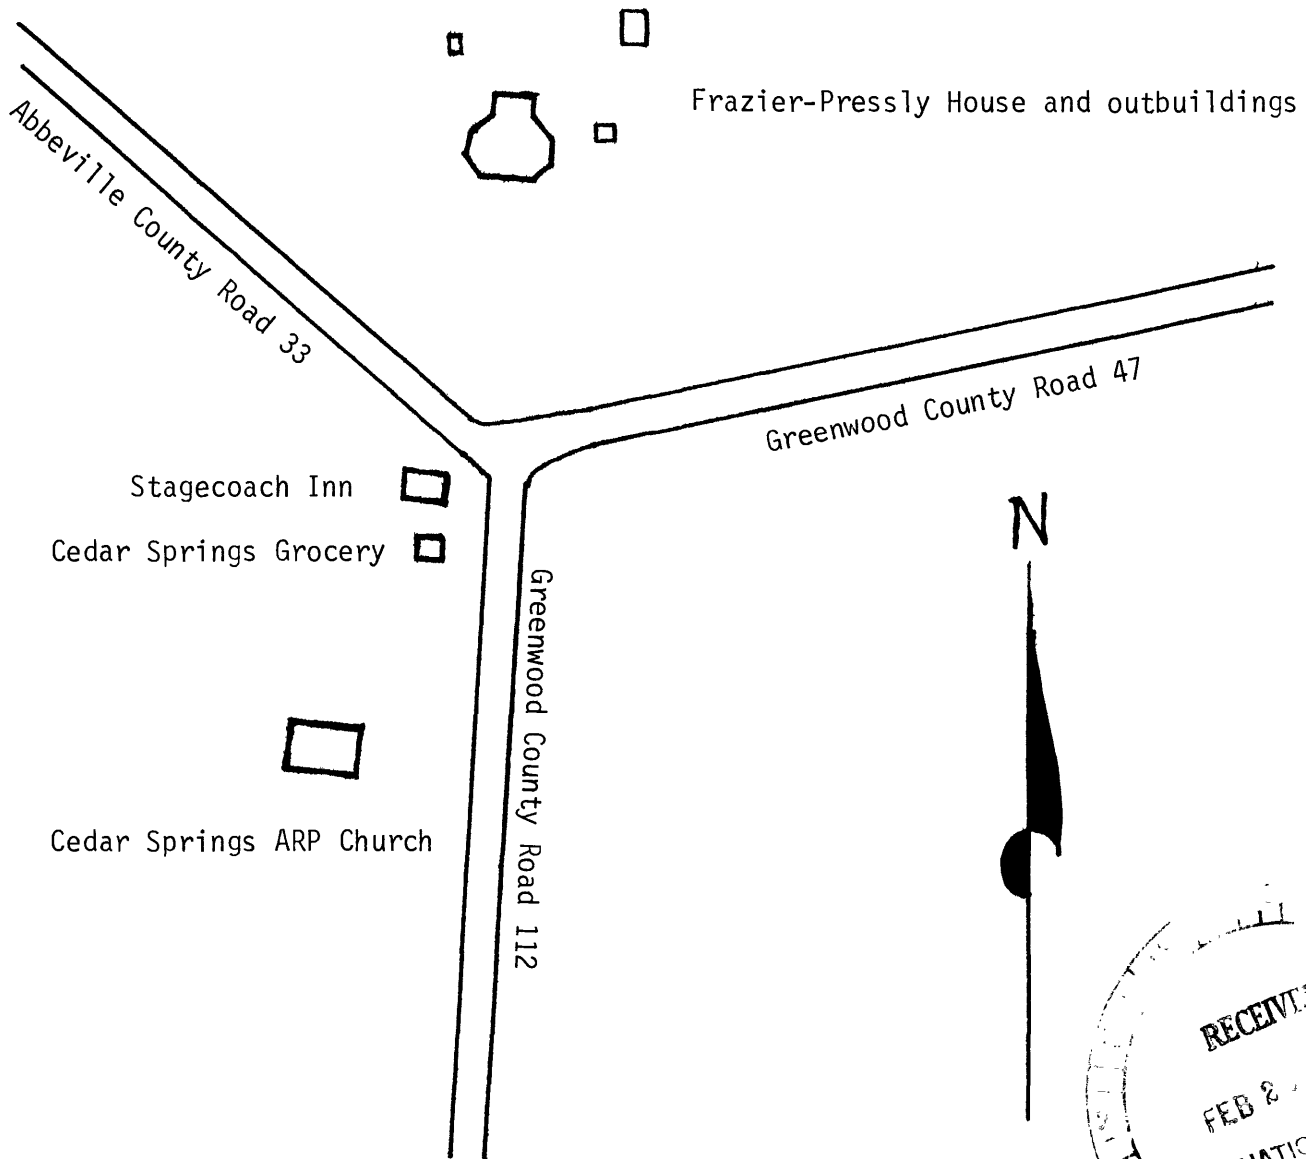 Frazier-Pressly House and outbuildings
Abbeville County Road 33
Greenwood County Road 47
Stagecoach Inn
N
Cedar Springs Grocery
Greenwood County Road 112
Cedar Springs ARP Church
FEB 2